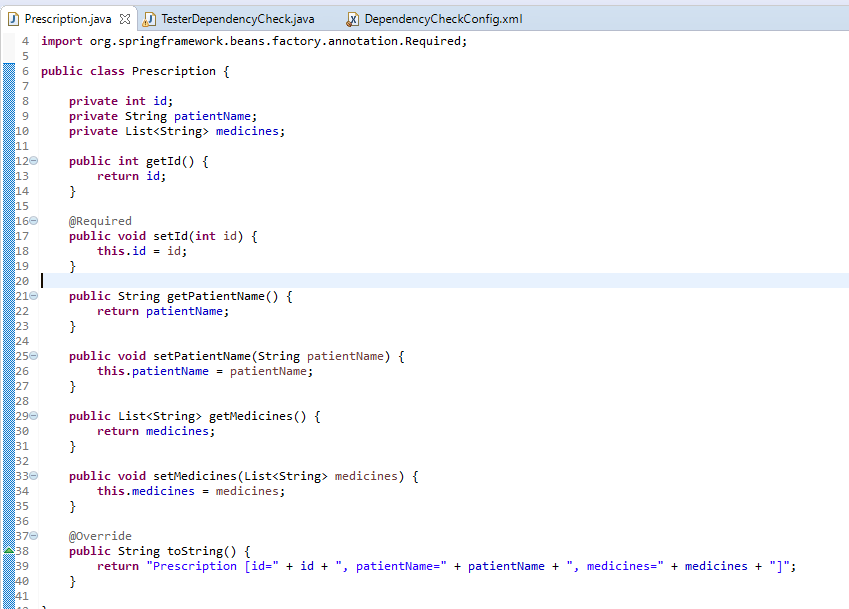 Prescription.java TesterDependencyCheck.java DependencyCheckConfig.xml
4 import org.springframework.beans.factory.annotation.Required;
5
6 public class Prescription {
7
8 private int id;
9 private String patientName;
10 private List<String> medicines;
11
12 public int getId() {
13 return id;
14 }
15
16 @Required
17 public void setId(int id) {
18 this.id = id;
19 }
20
21 public String getPatientName() {
22 return patientName;
23 }
24
25 public void setPatientName(String patientName) {
26 this.patientName = patientName;
27 }
28
29 public List<String> getMedicines() {
30 return medicines;
31 }
32
33 public void setMedicines(List<String> medicines) {
34 this.medicines = medicines;
35 }
36
37 @Override
38 public String toString() {
39 return "Prescription [id=" + id + ", patientName=" + patientName + ", medicines=" + medicines + "]";
40 }
41